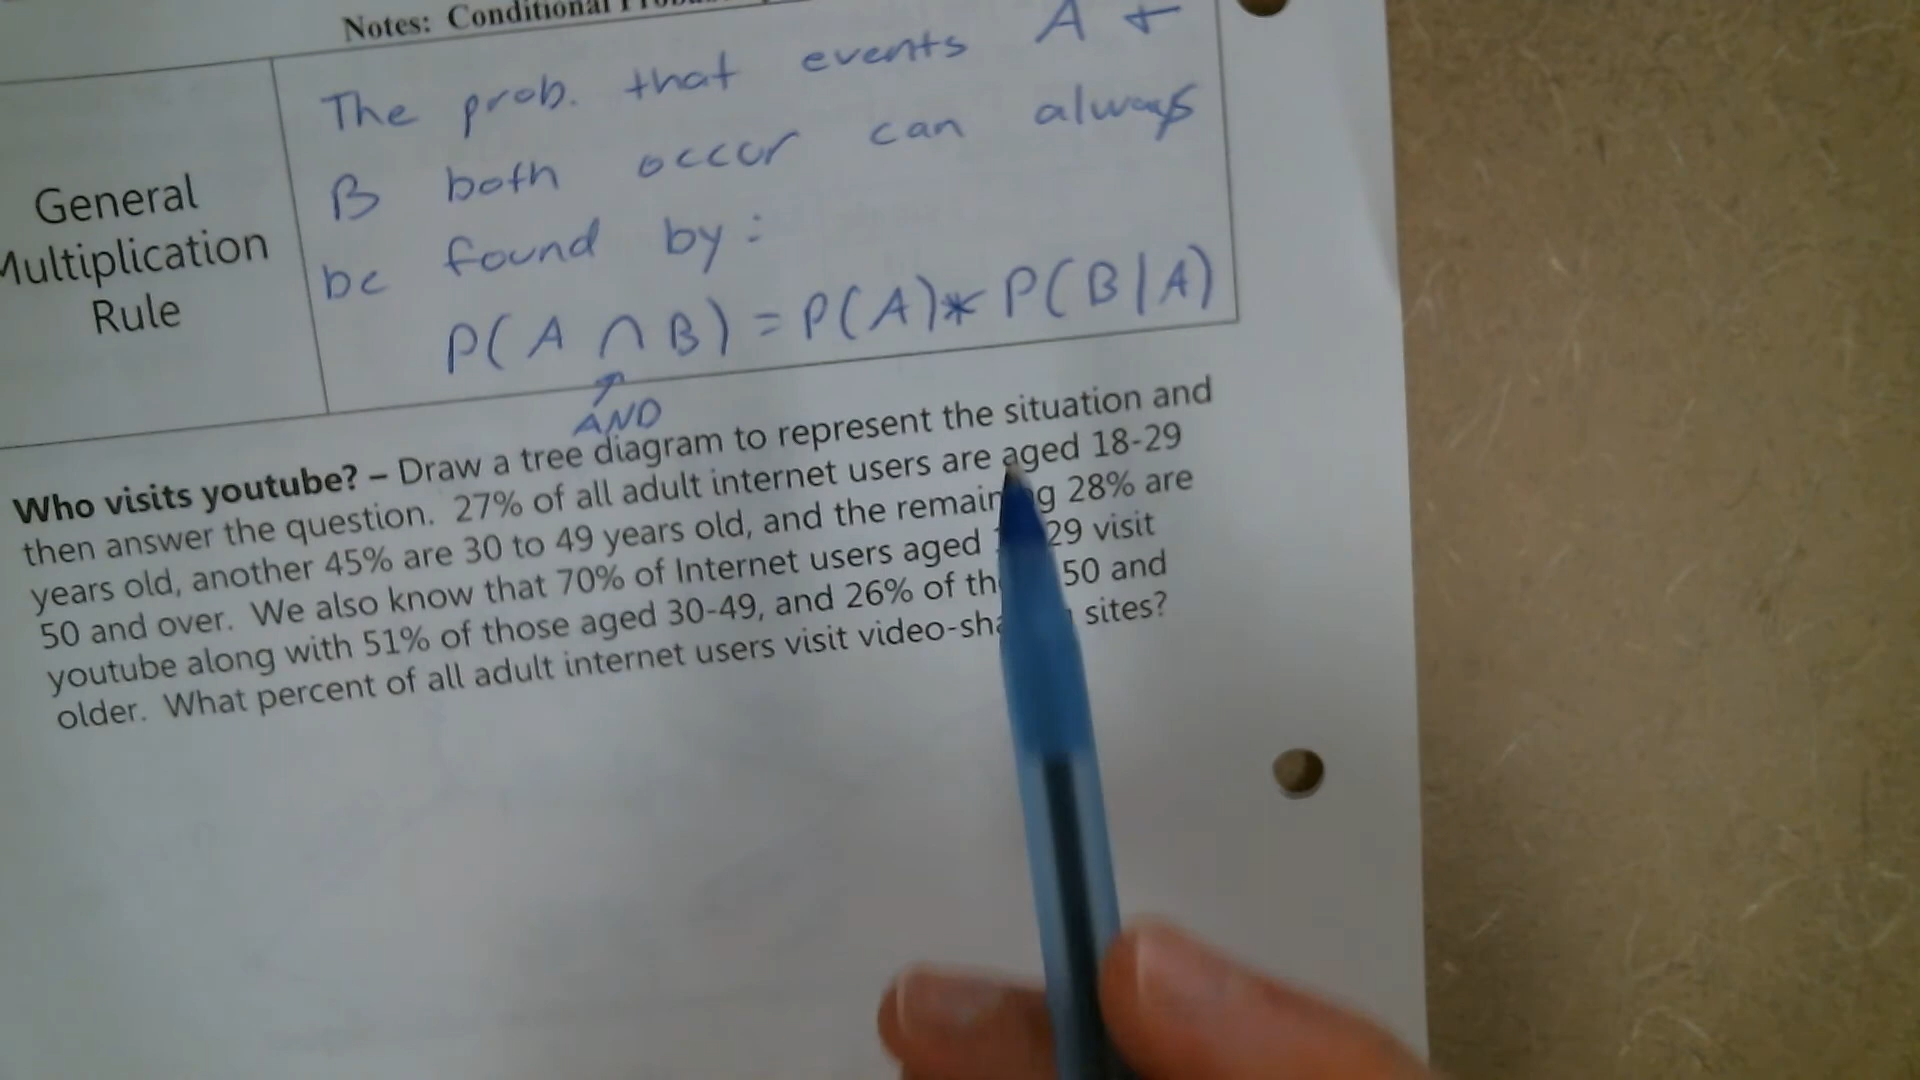 Notes: Conditional
The prob. that events A +
B both occur can always
be found by:
P(A ∩ B) = P(A)* P(B|A)
AND
General
Multiplication
Rule
Who visits youtube? – Draw a tree diagram to represent the situation and
then answer the question. 27% of all adult internet users are aged 18-29
years old, another 45% are 30 to 49 years old, and the remaining 28% are
50 and over. We also know that 70% of Internet users aged 29 visit
youtube along with 51% of those aged 30-49, and 26% of 50 and
older. What percent of all adult internet users visit sites?